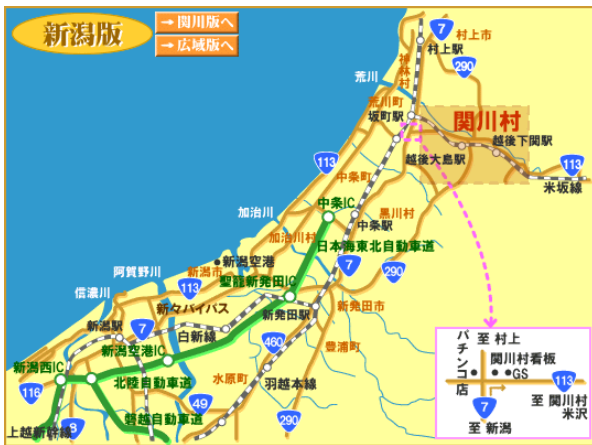 新潟版
→ 関川版へ
→ 広域版へ
7
村上市
村上駅
290
神林村
荒川
荒川町
坂町駅
関川村
越後下関駅
越後大島駅
113
113
米坂線
中条町
中条IC
黒川村
中条駅
加治川
加治川村
日本海東北自動車道
新潟空港
7
290
聖籠新発田IC
阿賀野川
新潟市
113
信濃川
新々バイパス
新発田市
新発田駅
新潟駅
7
白新線
460
豊浦町
新潟空港IC
新潟西IC
116
北陸自動車道
水原町
羽越本線
49
磐越自動車道
290
8
上越新幹線
パチンコ店
至 村上
関川村看板
GS
113
7
至 関川村
米沢
至 新潟